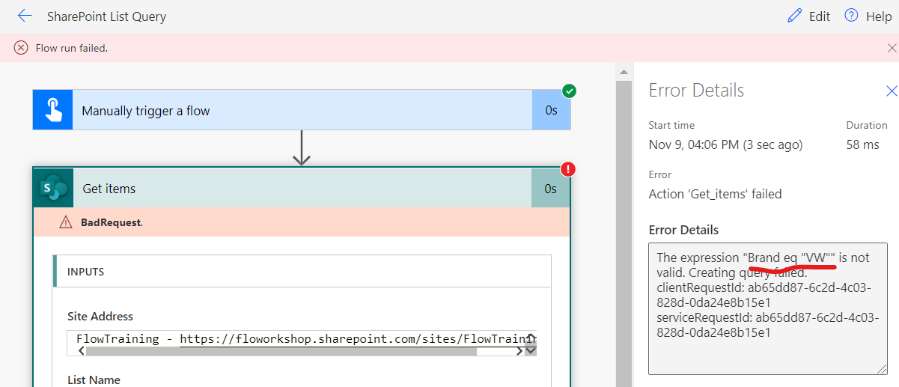 SharePoint List Query
Edit
Help
Flow run failed.
Manually trigger a flow
0s
Get items
0s
BadRequest.
INPUTS
Site Address
FlowTraining - https://floworkshop.sharepoint.com/sites/FlowTrainin
List Name
Error Details
Start time
Duration
Nov 9, 04:06 PM (3 sec ago)
58 ms
Error
Action 'Get_items' failed
Error Details
The expression "Brand eq "VW"" is not
valid. Creating query failed.
clientRequestId: ab65dd87-6c2d-4c03-
828d-0da24e8b15e1
serviceRequestId: ab65dd87-6c2d-4c03-
828d-0da24e8b15e1